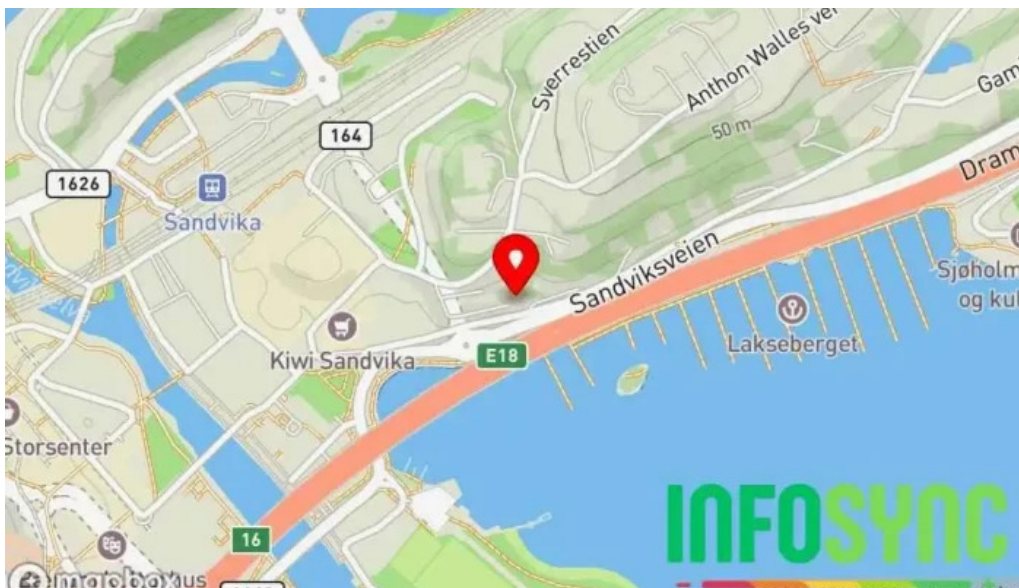 Sverrestien
Anthon Walles vei
Gam
50 m
164
Dram
1626
Sandvika
Sandviksveien
Sjøholm
og kul
Lakseberget
E18
Kiwi Sandvika
Storsenter
INFOSYNC
16
mapbox